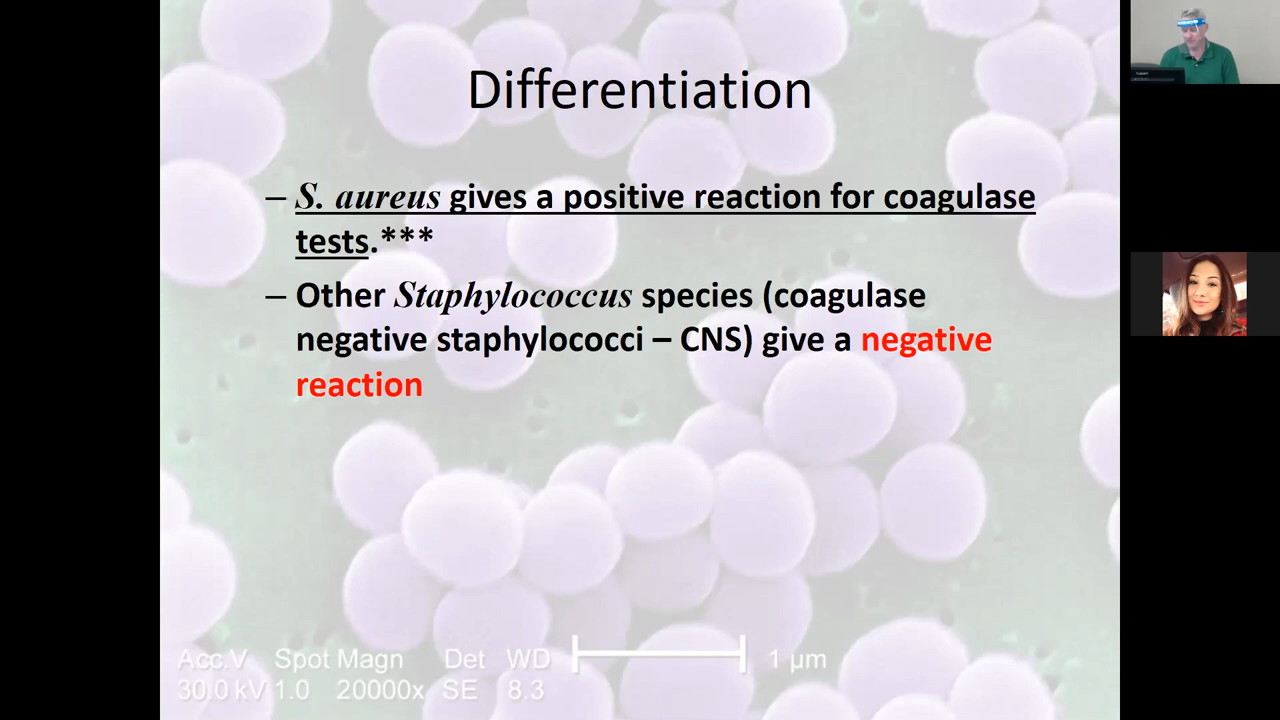 Differentiation
– S. aureus gives a positive reaction for coagulase
tests.***
– Other Staphylococcus species (coagulase
negative staphylococci – CNS) give a negative
reaction
Acc.V Spot Magn Det WD 1 µm
30.0 kV 1.0 20000x SE 8.3